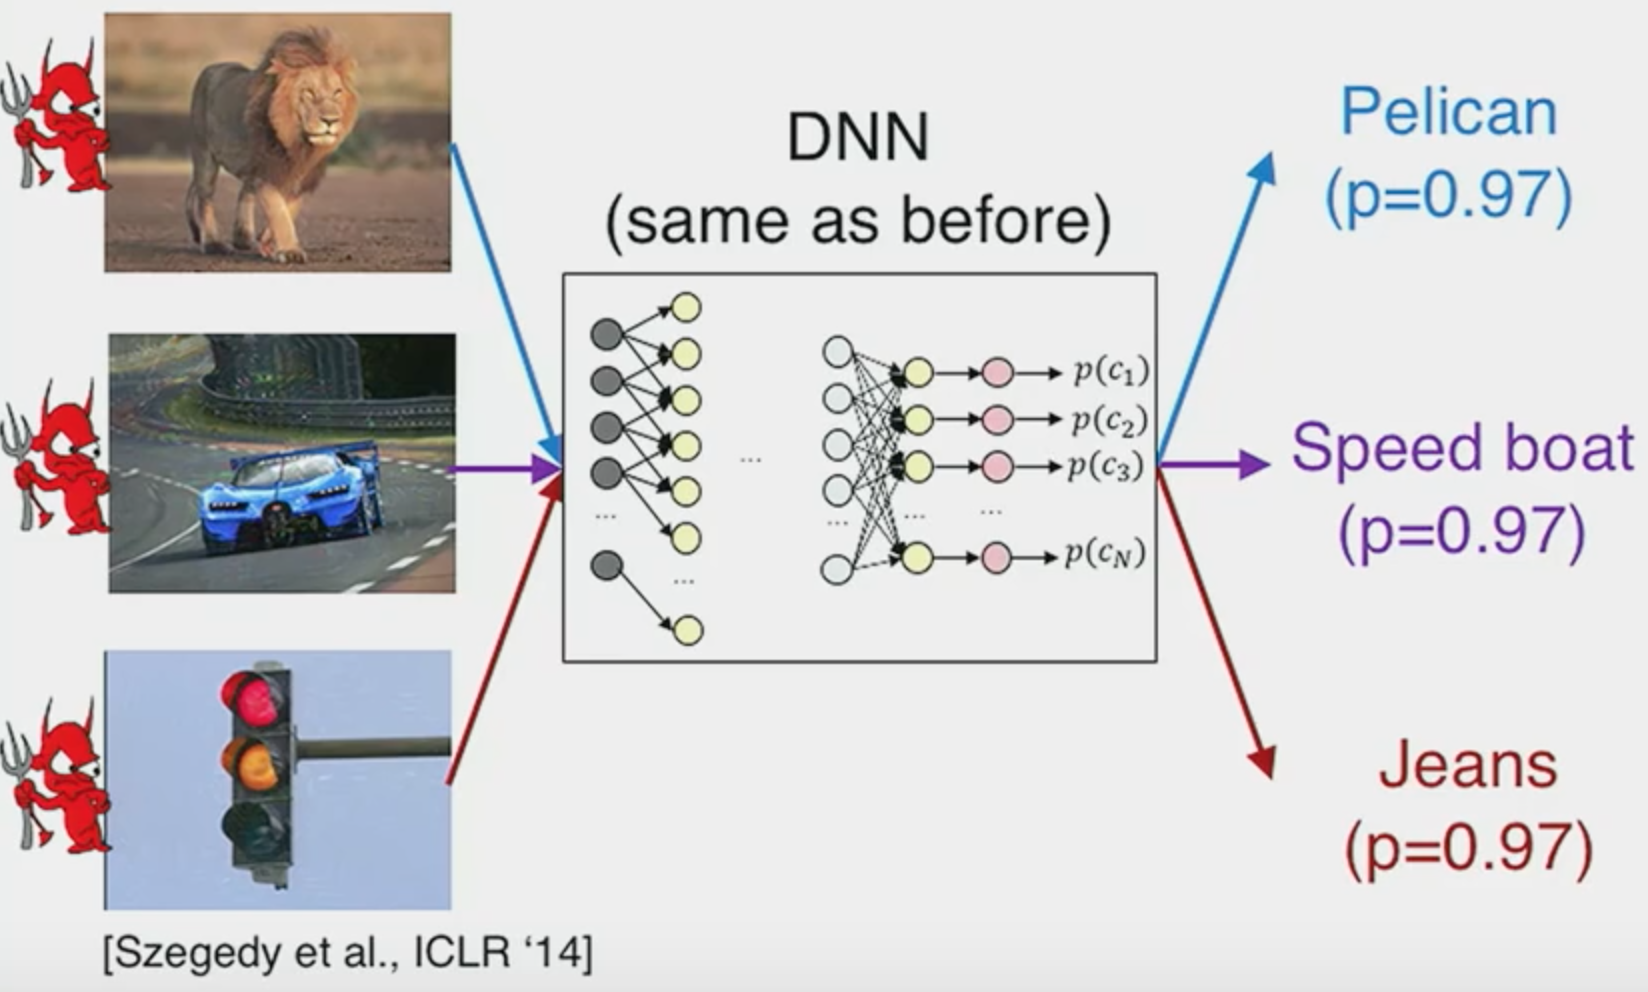 DNN
(same as before)
Pelican
(p=0.97)
Speed boat
(p=0.97)
Jeans
(p=0.97)
...
...
...
...
...
...
p(c₁)
p(c₂)
p(c₃)
p(c_N)
[Szegedy et al., ICLR ‘14]